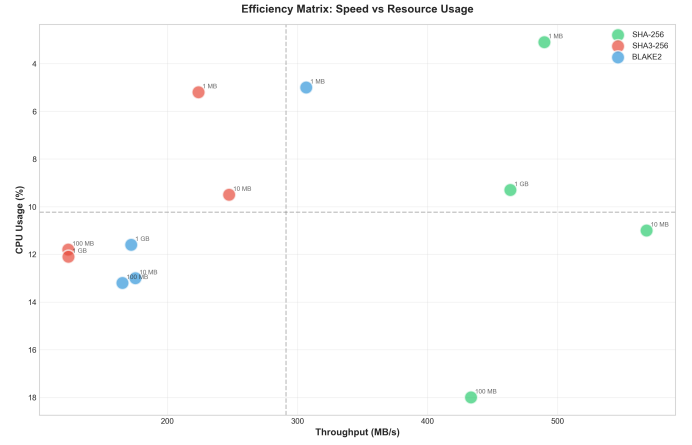 Efficiency Matrix: Speed vs Resource Usage
SHA-256
SHA3-256
BLAKE2
1 MB
1 MB
1 MB
1 GB
10 MB
10 MB
1 GB
100 MB
1 GB
10 MB
100 MB
100 MB
4
6
8
10
12
14
16
18
CPU Usage (%)
200
300
400
500
Throughput (MB/s)